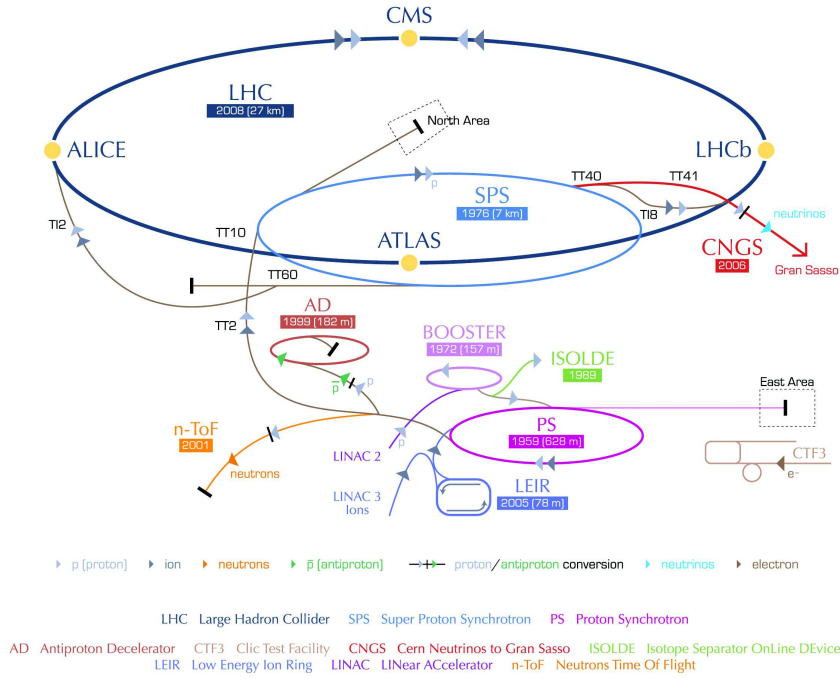 CMS
LHC
2008 (27 km)
North Area
ALICE
LHCb
TT40
TT41
SPS
1976 (7 km)
p
TI8
neutrinos
TI2
TT10
ATLAS
CNGS
2006
Gran Sasso
TT60
AD
1999 (182 m)
TT2
BOOSTER
1972 (157 m)
ISOLDE
1989
p̅
p
East Area
n-ToF
2001
PS
1959 (628 m)
p
neutrons
LINAC 2
CTF3
e-
LEIR
2005 (78 m)
LINAC 3
Ions
p (proton) ion neutrons p̅ (antiproton) proton/antiproton conversion neutrinos electron
LHC Large Hadron Collider SPS Super Proton Synchrotron PS Proton Synchrotron
AD Antiproton Decelerator CTF3 Clic Test Facility CNGS Cern Neutrinos to Gran Sasso ISOLDE Isotope Separator OnLine DEvice
LEIR Low Energy Ion Ring LINAC LINear ACcelerator n-ToF Neutrons Time Of Flight